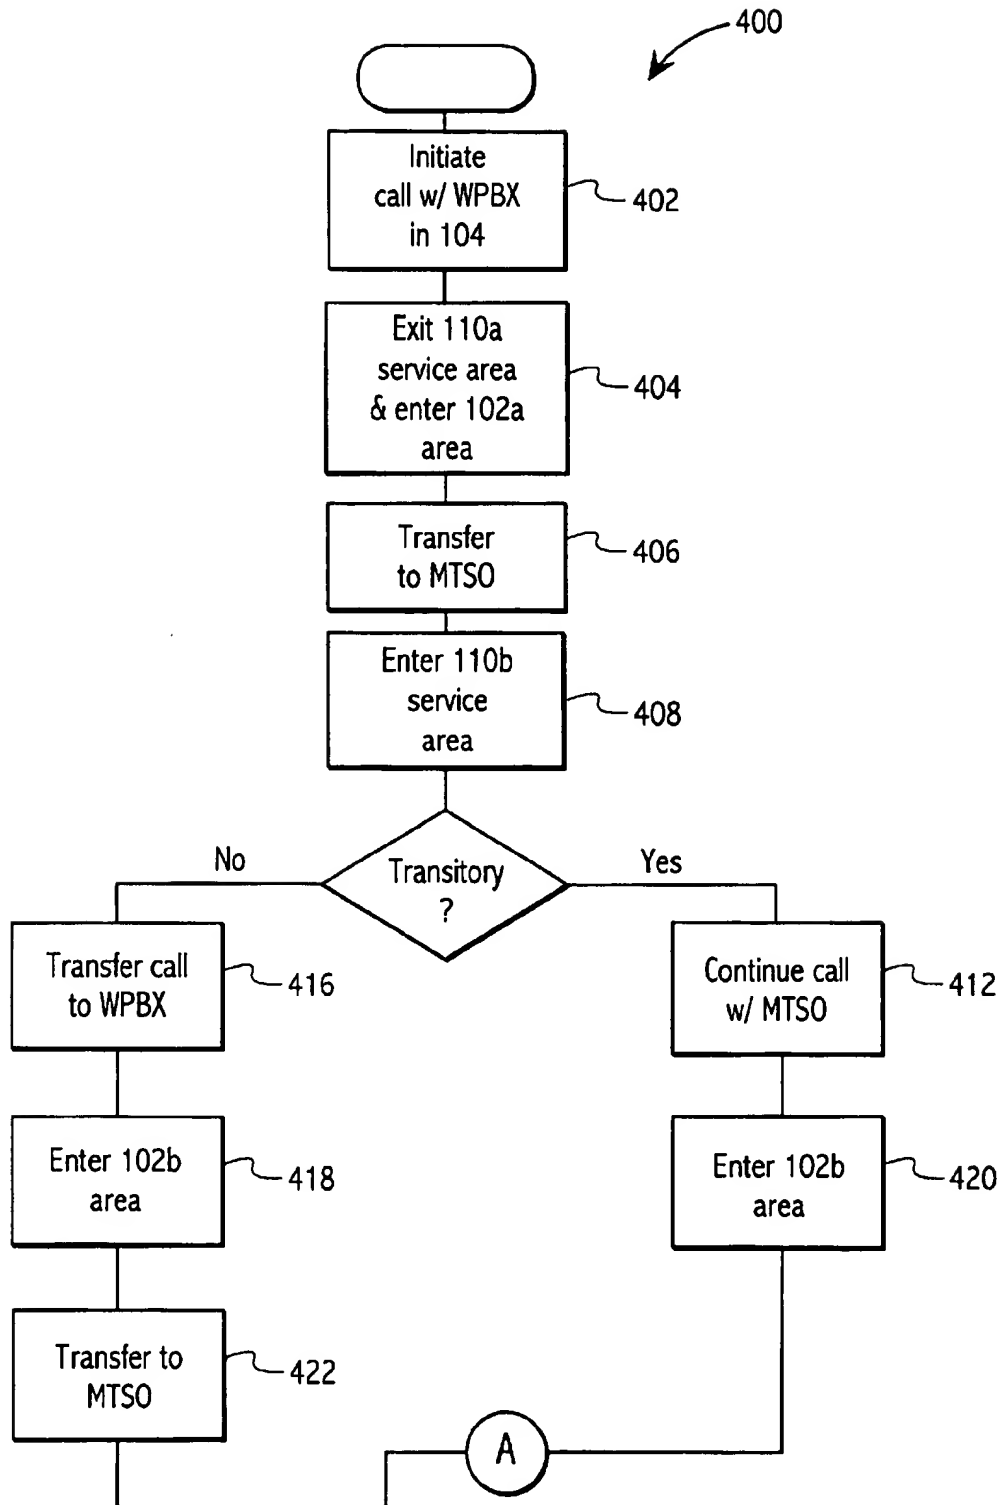 400
Initiate
call w/ WPBX
in 104
402
Exit 110a
service area
& enter 102a
area
404
Transfer
to MTSO
406
Enter 110b
service
area
408
No
Transitory
?
Yes
Transfer call
to WPBX
416
Continue call
w/ MTSO
412
Enter 102b
area
418
Enter 102b
area
420
Transfer to
MTSO
422
A